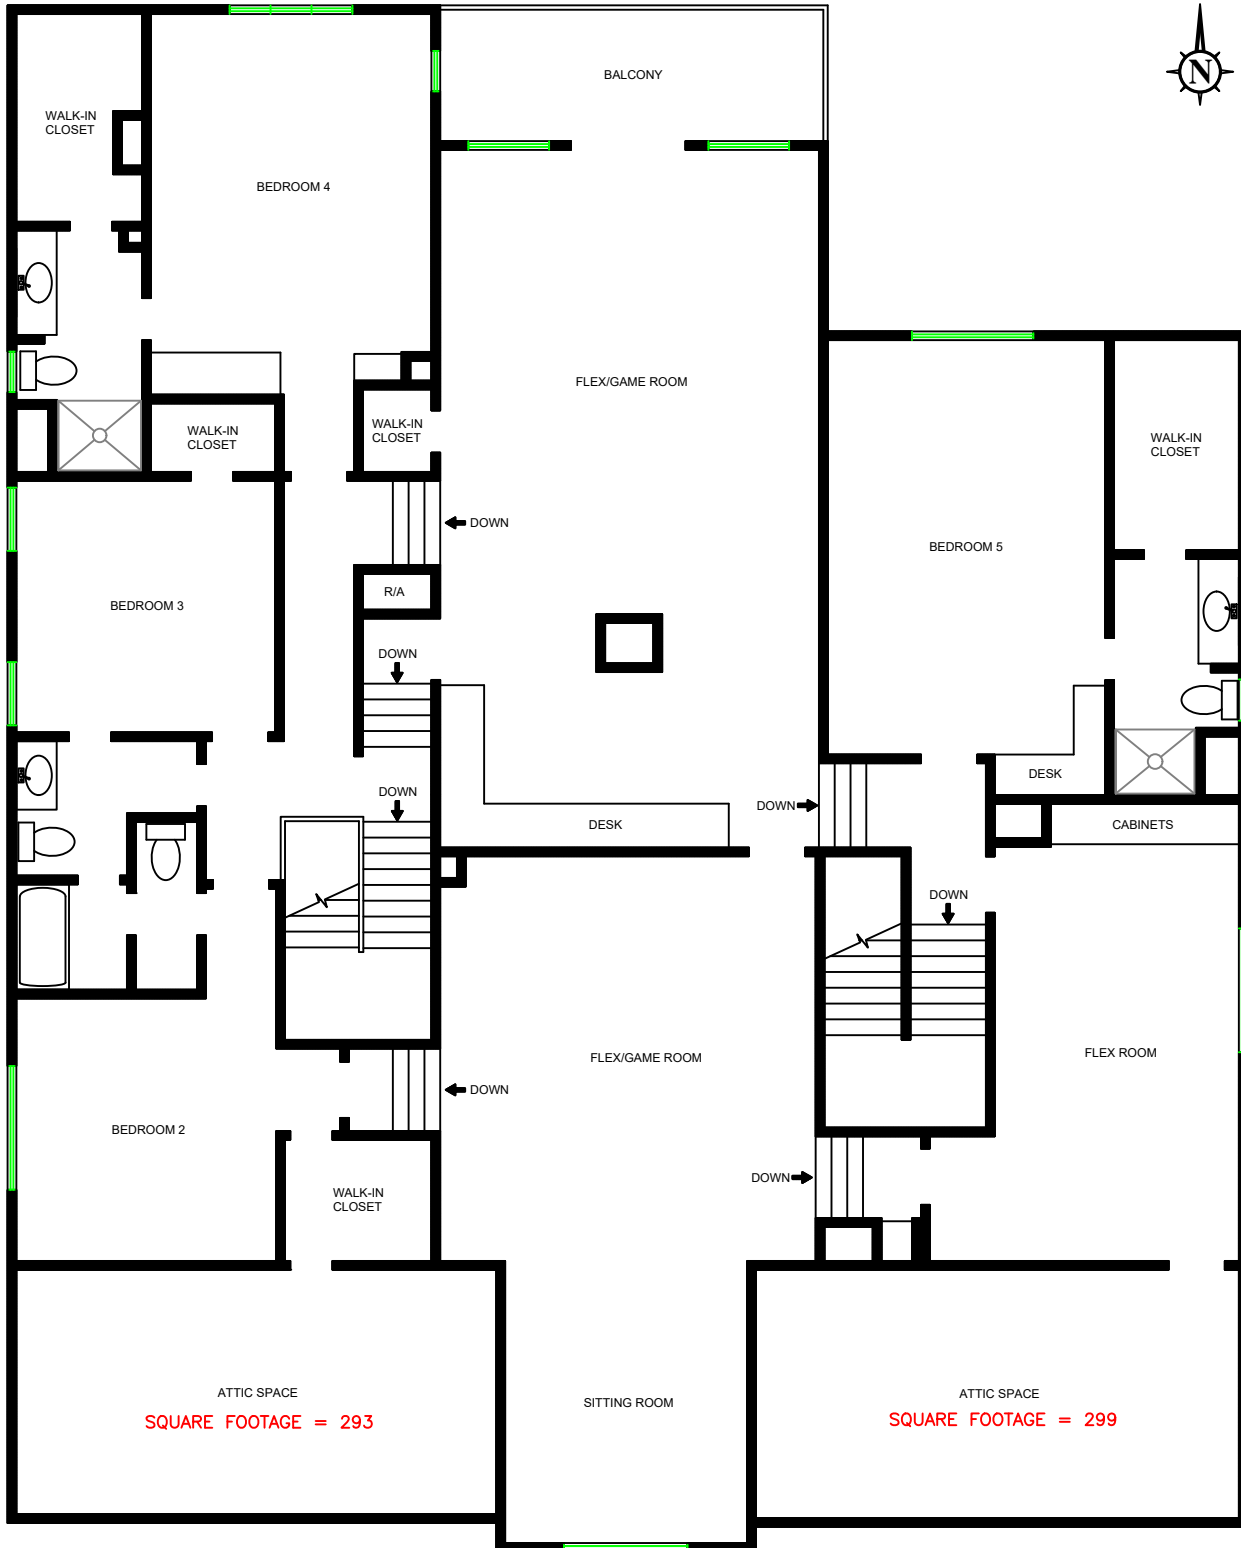 BALCONY
N
WALK-IN
CLOSET
BEDROOM 4
FLEX/GAME ROOM
WALK-IN
CLOSET
WALK-IN
CLOSET
WALK-IN
CLOSET
DOWN
BEDROOM 5
R/A
BEDROOM 3
DOWN
DESK
DOWN
DOWN
DESK
CABINETS
DOWN
FLEX/GAME ROOM
FLEX ROOM
DOWN
BEDROOM 2
DOWN
WALK-IN
CLOSET
ATTIC SPACE
SQUARE FOOTAGE = 293
SITTING ROOM
ATTIC SPACE
SQUARE FOOTAGE = 299